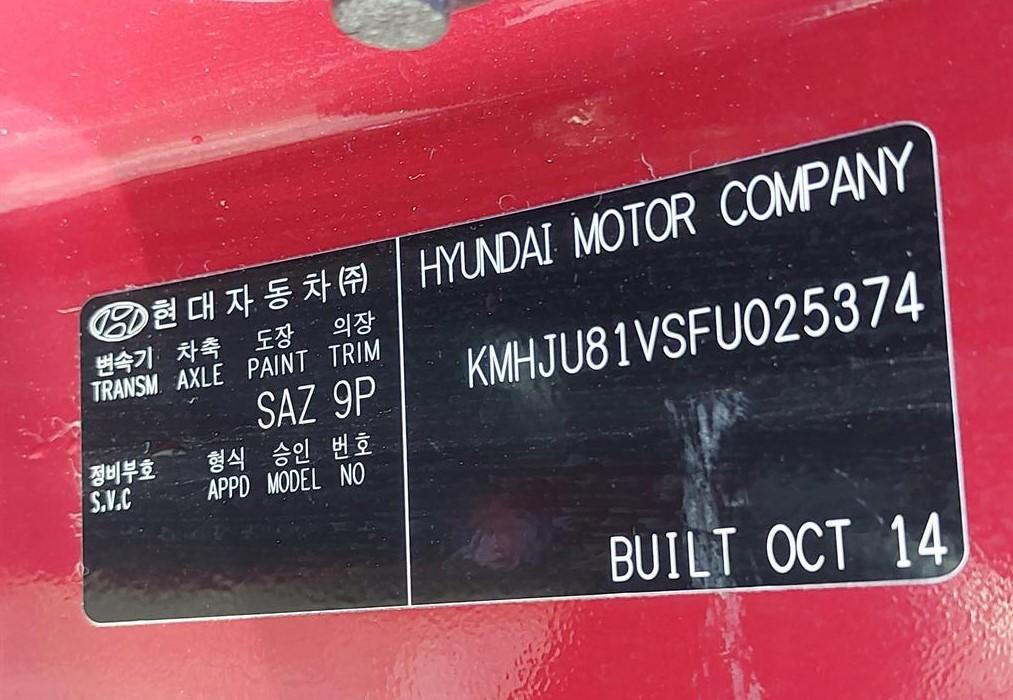 현대자동차㈜
변속기 차축 도장 의장
TRANSM AXLE PAINT TRIM
SAZ 9P
정비부호 형식 승인 번호
S.V.C APPD MODEL NO
HYUNDAI MOTOR COMPANY
KMHJU81VSFU025374
BUILT OCT 14